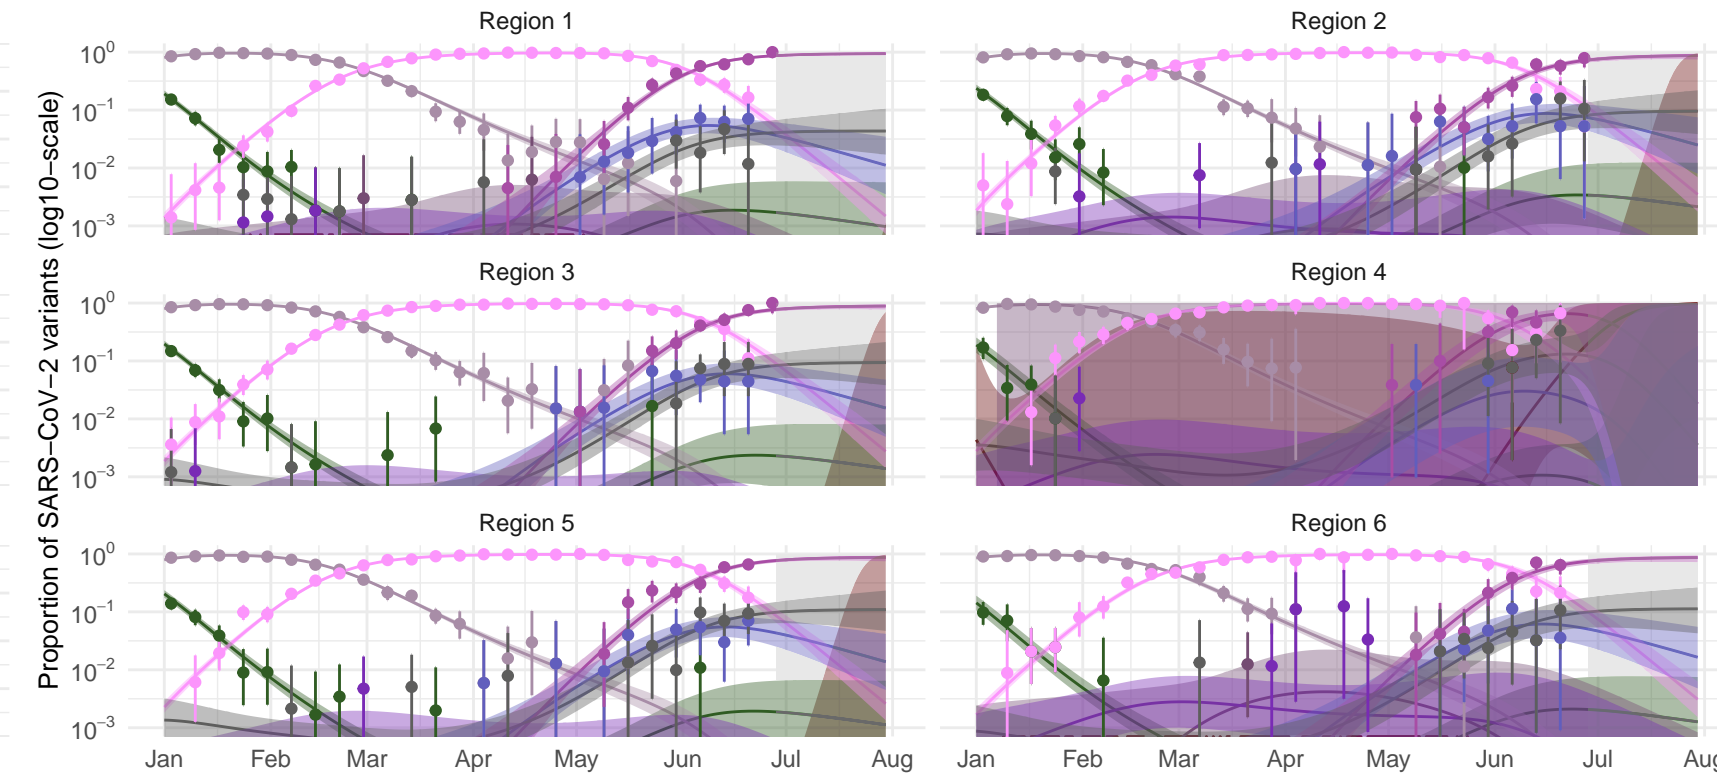 Region 1
Region 2
10⁰
10⁻¹
10⁻²
10⁻³
Region 3
Region 4
10⁰
10⁻¹
10⁻²
10⁻³
Region 5
Region 6
10⁰
10⁻¹
10⁻²
10⁻³
Jan Feb Mar Apr May Jun Jul Aug
Jan Feb Mar Apr May Jun Jul Aug
Proportion of SARS−CoV−2 variants (log10−scale)